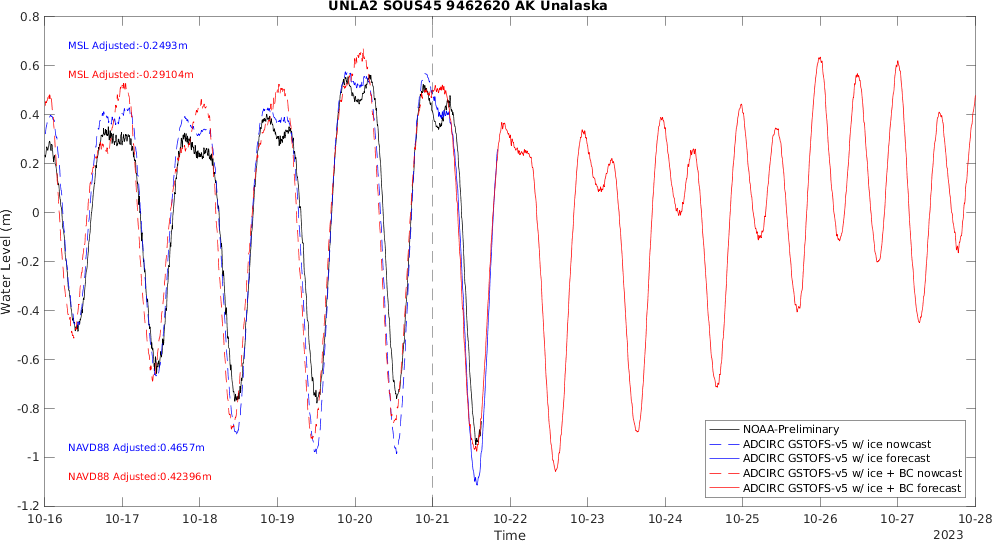 UNLA2 SOUS45 9462620 AK Unalaska
0.8
0.6
0.4
0.2
0
-0.2
-0.4
-0.6
-0.8
-1
-1.2
Water Level (m)
MSL Adjusted:-0.2493m
MSL Adjusted:-0.29104m
NAVD88 Adjusted:0.4657m
NAVD88 Adjusted:0.42396m
NOAA-Preliminary
ADCIRC GSTOFS-v5 w/ ice nowcast
ADCIRC GSTOFS-v5 w/ ice forecast
ADCIRC GSTOFS-v5 w/ ice + BC nowcast
ADCIRC GSTOFS-v5 w/ ice + BC forecast
10-16 10-17 10-18 10-19 10-20 10-21 10-22 10-23 10-24 10-25 10-26 10-27 10-28
Time
2023